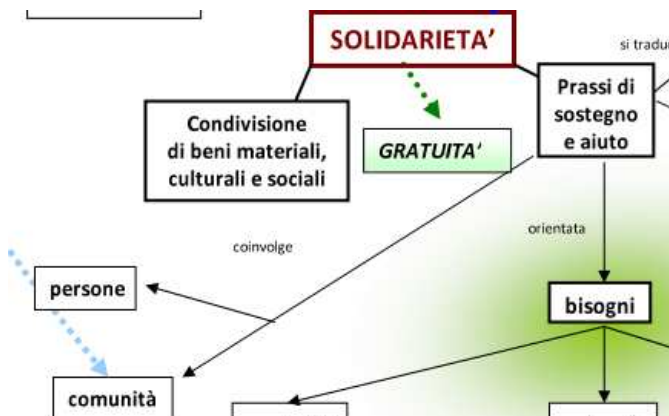 SOLIDARIETA'
si tradu
Prassi di
sostegno
e aiuto
Condivisione
di beni materiali,
culturali e sociali
GRATUITA'
orientata
coinvolge
persone
bisogni
comunità